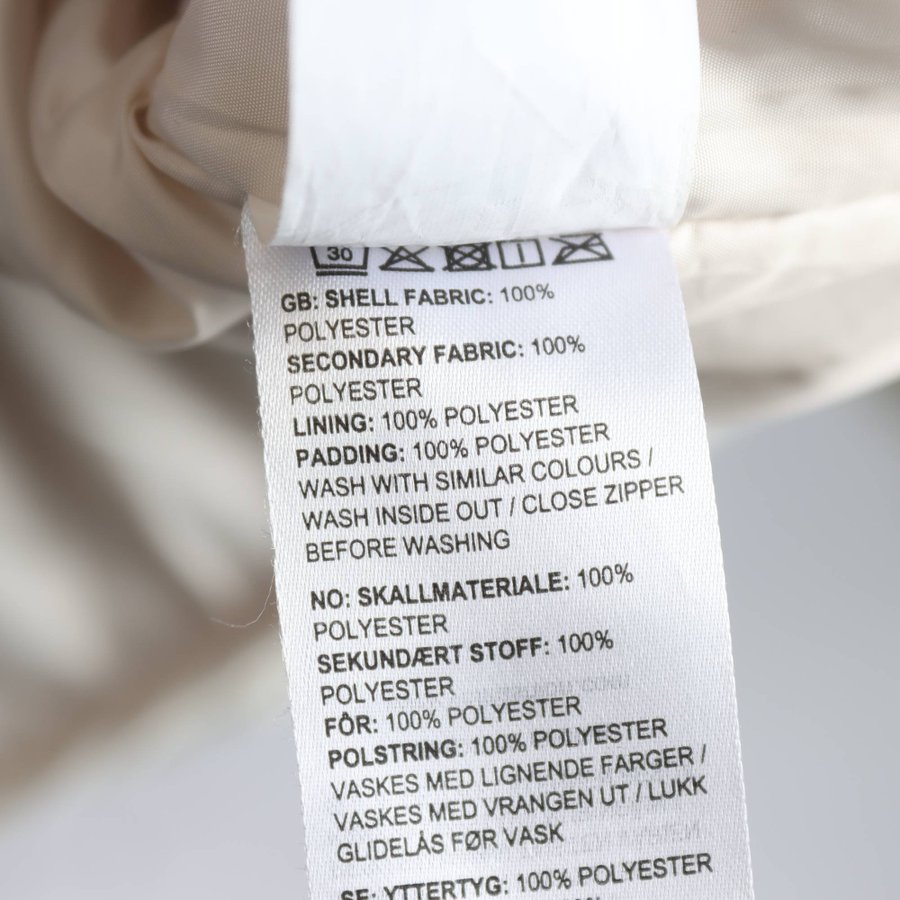 30
GB: SHELL FABRIC: 100%
POLYESTER
SECONDARY FABRIC: 100%
POLYESTER
LINING: 100% POLYESTER
PADDING: 100% POLYESTER
WASH WITH SIMILAR COLOURS /
WASH INSIDE OUT / CLOSE ZIPPER
BEFORE WASHING
NO: SKALLMATERIALE: 100%
POLYESTER
SEKUNDÆRT STOFF: 100%
POLYESTER
FÔR: 100% POLYESTER
POLSTRING: 100% POLYESTER
VASKES MED LIGNENDE FARGER /
VASKES MED VRANGEN UT / LUKK
GLIDELÅS FØR VASK
SE: YTTERTYG: 100% POLYESTER